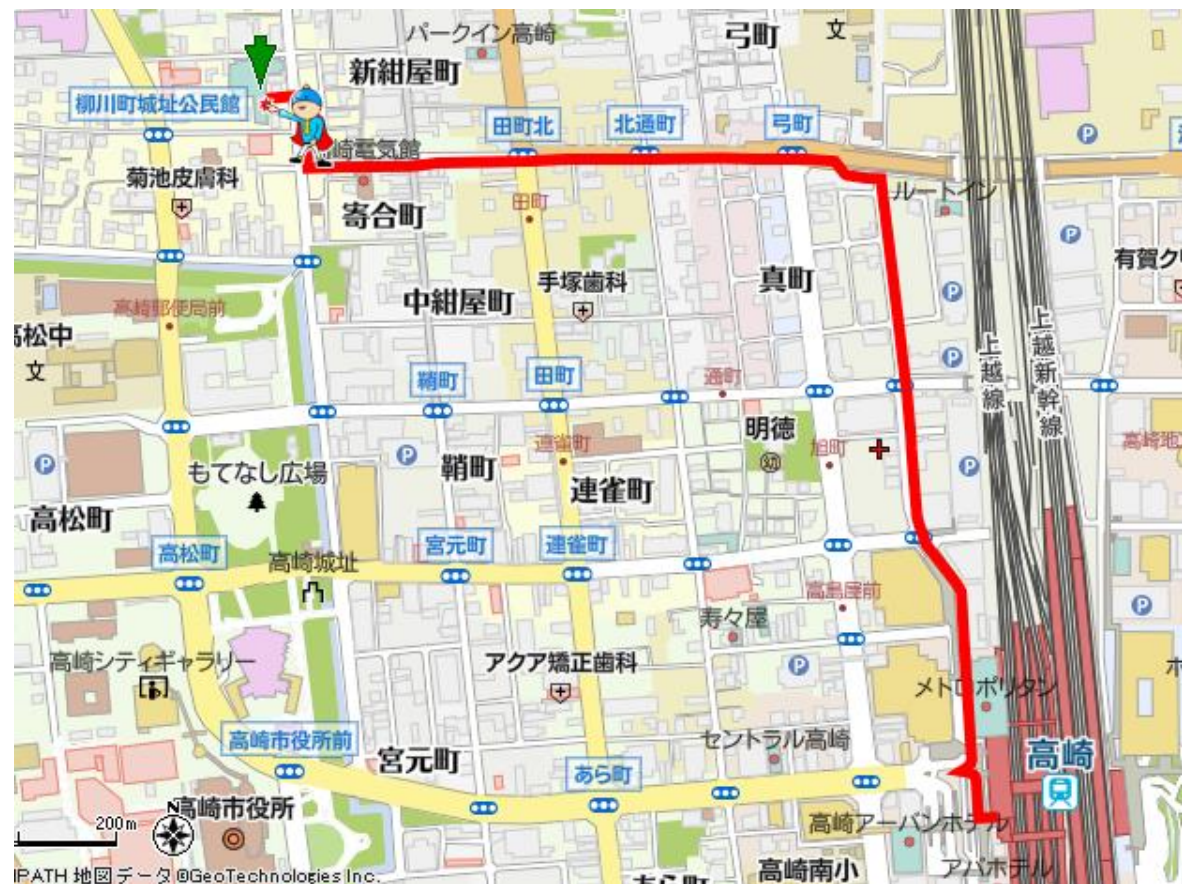 パークイン高崎
弓町
文
新紺屋町
柳川町城址公民館
田町北
北通町
弓町
崎電気館
菊池皮膚科
田町
ルートイン
寄合町
P
P
有賀クリ
手塚歯科
真町
中紺屋町
高崎郵便局前
高松中
文
P
上越線
上越新幹線
鞘町
田町
通町
明徳
幼
連雀町
旭町
高崎地
P
もてなし広場
P
鞘町
連雀町
P
高松町
高松町
宮元町
連雀町
高崎城址
高島屋前
P
寿々屋
高崎シティギャラリー
アクア矯正歯科
P
メトロポリタン
ホ
高崎市役所前
セントラル高崎
宮元町
あら町
高崎
200m
N
高崎市役所
高崎アーバンホテル
高崎南小
アパホテル
あら町
IPATH 地図データ ©GeoTechnologies Inc.